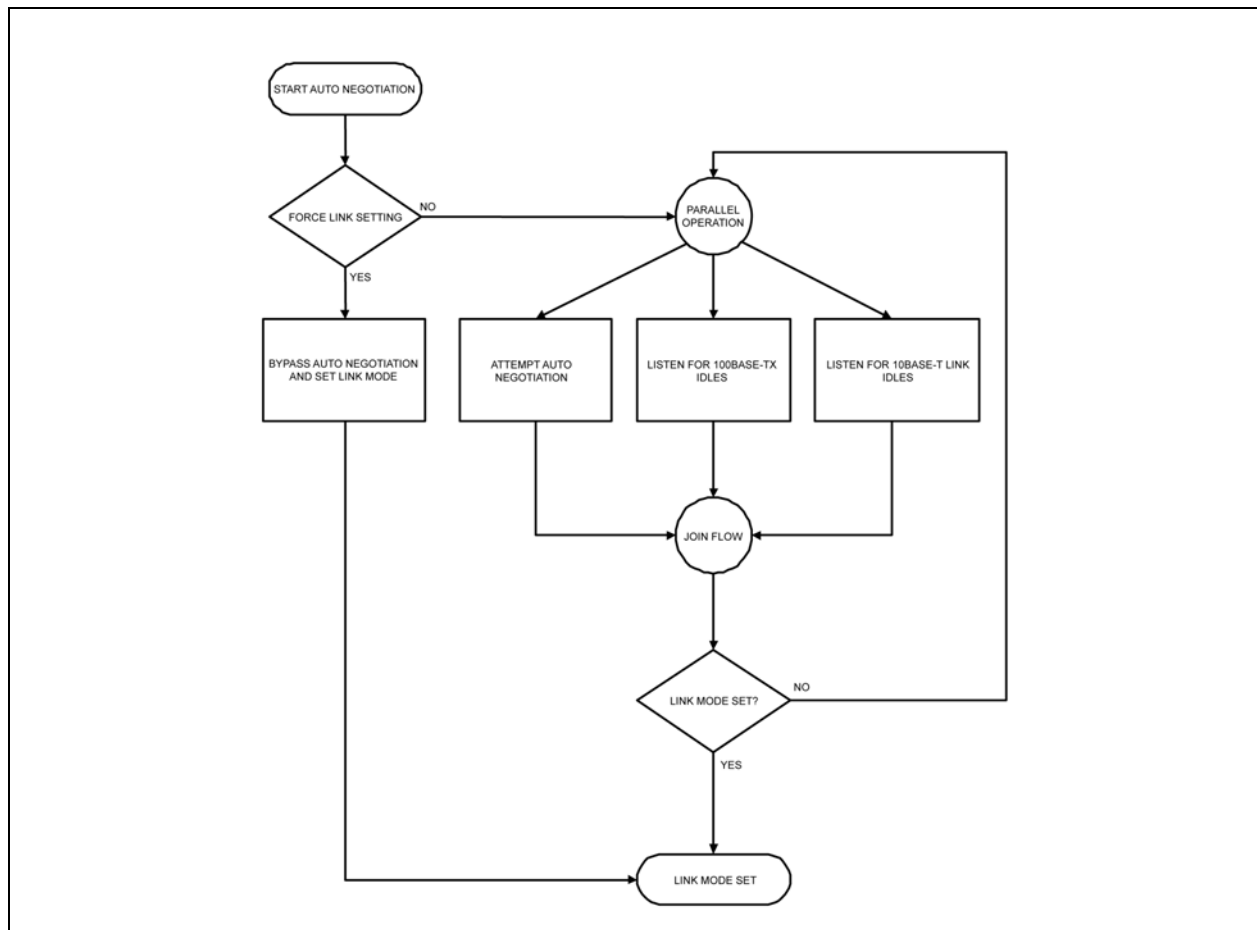 START AUTO NEGOTIATION
FORCE LINK SETTING
NO
PARALLEL
OPERATION
YES
BYPASS AUTO NEGOTIATION
AND SET LINK MODE
ATTEMPT AUTO
NEGOTIATION
LISTEN FOR 100BASE-TX
IDLES
LISTEN FOR 10BASE-T LINK
IDLES
JOIN FLOW
LINK MODE SET?
NO
YES
LINK MODE SET